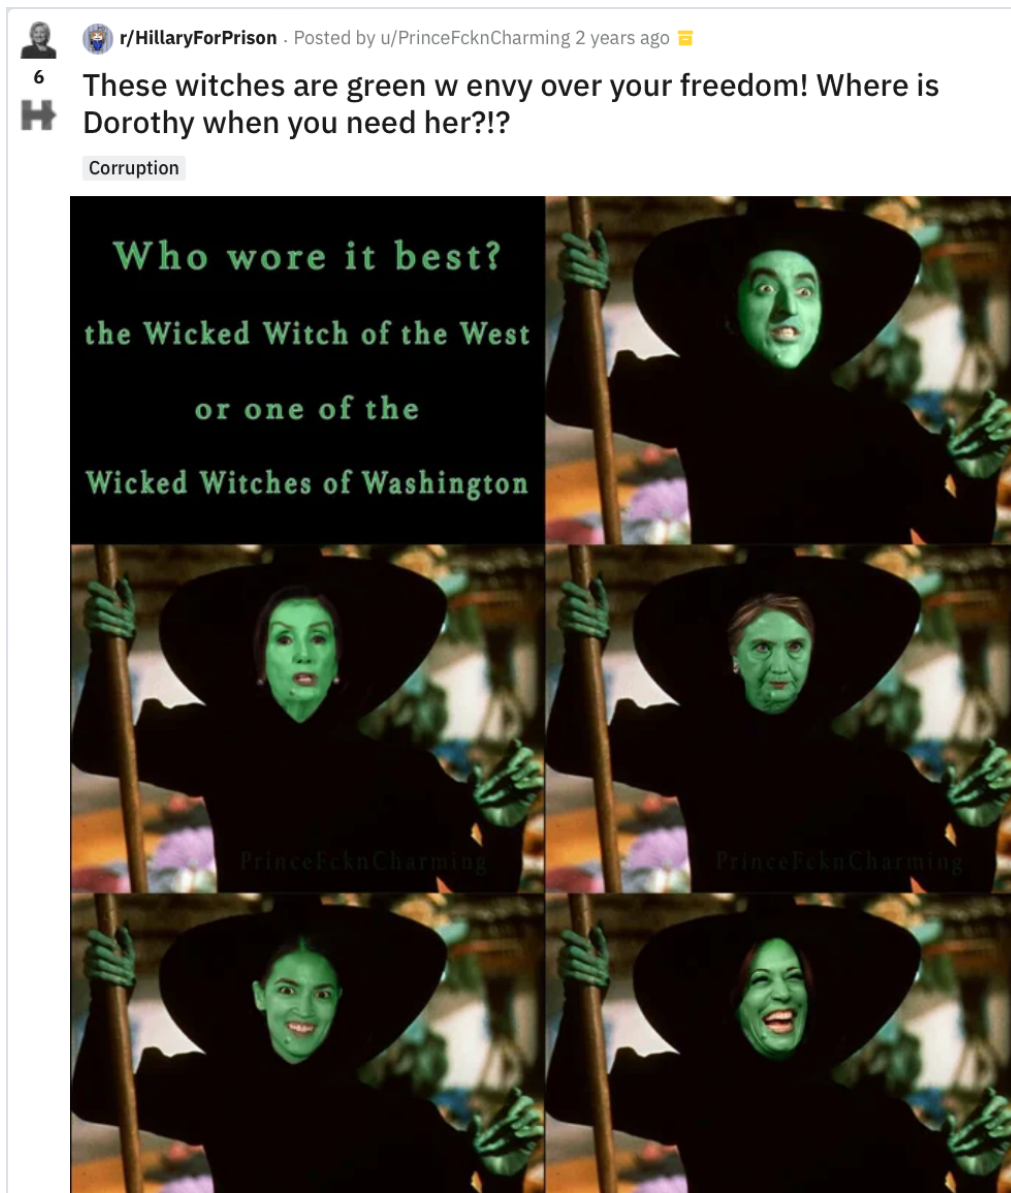 r/HillaryForPrison · Posted by u/PrinceFcknCharming 2 years ago
6
These witches are green w envy over your freedom! Where is
Dorothy when you need her?!?
Corruption
Who wore it best?
the Wicked Witch of the West
or one of the
Wicked Witches of Washington
PrinceFcknCharming
PrinceFcknCharming